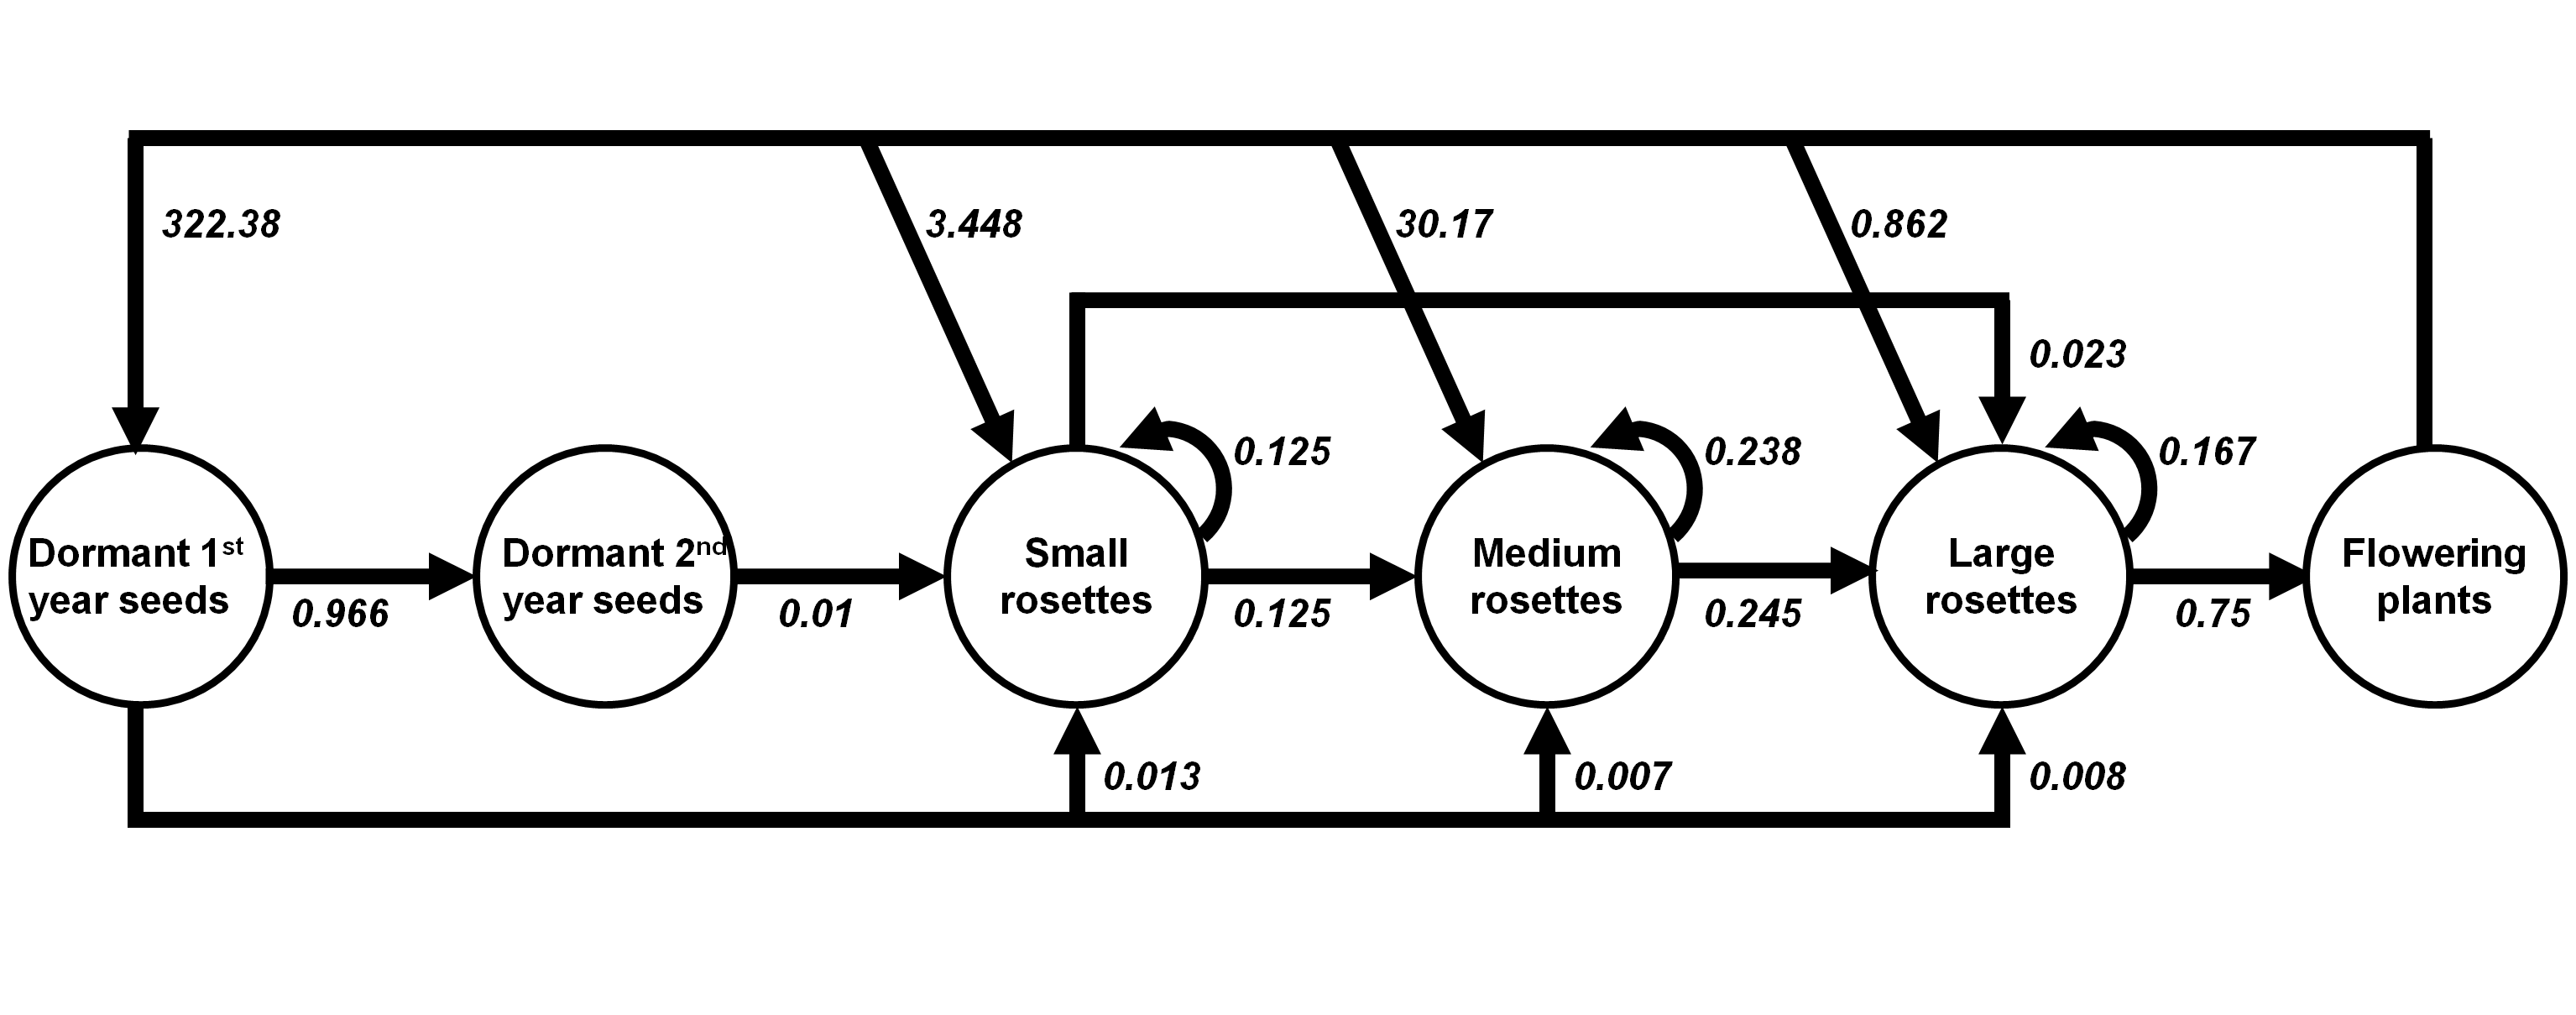 322.38
3.448
30.17
0.862
0.023
0.125
0.238
0.167
Dormant 1st
year seeds
Dormant 2nd
year seeds
Small
rosettes
Medium
rosettes
Large
rosettes
Flowering
plants
0.966
0.01
0.125
0.245
0.75
0.013
0.007
0.008